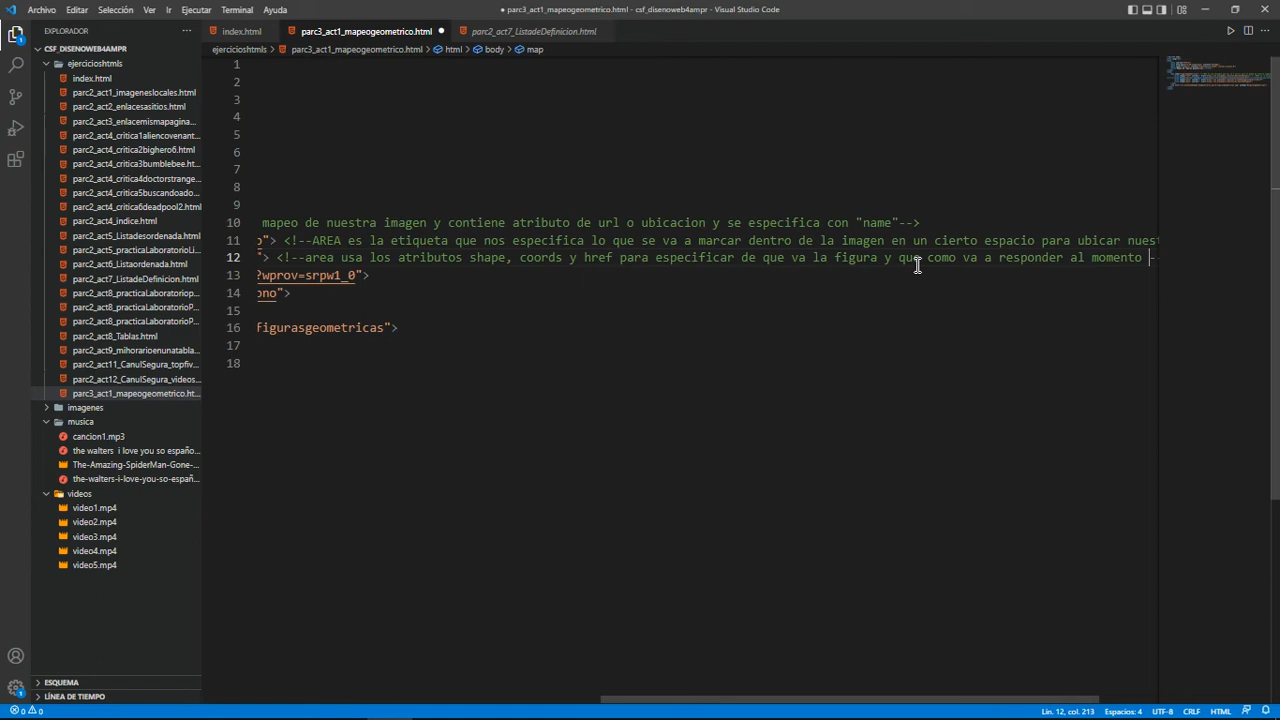 Archivo Editar Selección Ver Ir Ejecutar Terminal Ayuda
● parc3_act1_mapeogeometrico.html - csf_disenoweb4ampr - Visual Studio Code
EXPLORADOR
index.html
parc3_act1_mapeogeometrico.html
parc2_act7_ListadeDefinicion.html
CSF_DISENOWEB4AMPR
ejercicioshtmls > parc3_act1_mapeogeometrico.html > html > body > map
ejercicioshtmls
index.html
parc2_act1_imageneslocales.html
parc2_act2_enlacesasitios.html
parc2_act3_enlacemismapagina...
parc2_act4_critica1aliencovenant...
parc2_act4_critica2bighero6.html
parc2_act4_critica3bumblebee.ht...
parc2_act4_critica4doctorstrange...
parc2_act4_critica5buscandoado...
parc2_act4_critica6deadpool2.html
parc2_act4_indice.html
parc2_act5_Listadesordenada.html
parc2_act5_practicaLaboratorioLi...
parc2_act6_Listaordenada.html
parc2_act7_ListadeDefinicion.html
parc2_act8_practicaLaboratorioP...
parc2_act8_practicaLaboratorioP...
parc2_act8_Tablas.html
parc2_act9_mihorarioenunatabla...
parc2_act11_CanulSegura_topfiv...
parc2_act12_CanulSegura_videos...
parc3_act1_mapeogeometrico.ht...
imagenes
musica
cancion1.mp3
the walters i love you so españo...
The-Amazing-SpiderMan-Gone-...
the-walters-i-love-you-so-españ...
videos
video1.mp4
video2.mp4
video3.mp4
video4.mp4
video5.mp4
ESQUEMA
LÍNEA DE TIEMPO
1
2
3
4
5
6
7
8
9
10 mapeo de nuestra imagen y contiene atributo de url o ubicacion y se especifica con "name"-->
11 o"> <!--AREA es la etiqueta que nos especifica lo que se va a marcar dentro de la imagen en un cierto espacio para ubicar nuest
12 "> <!--area usa los atributos shape, coords y href para especificar de que va la figura y que como va a responder al momento -
13 ?wprov=srpw1_0">
14 ono">
15
16 figurasgeometricas">
17
18
0 0
Lín. 12, col. 213 Espacios: 4 UTF-8 CRLF HTML